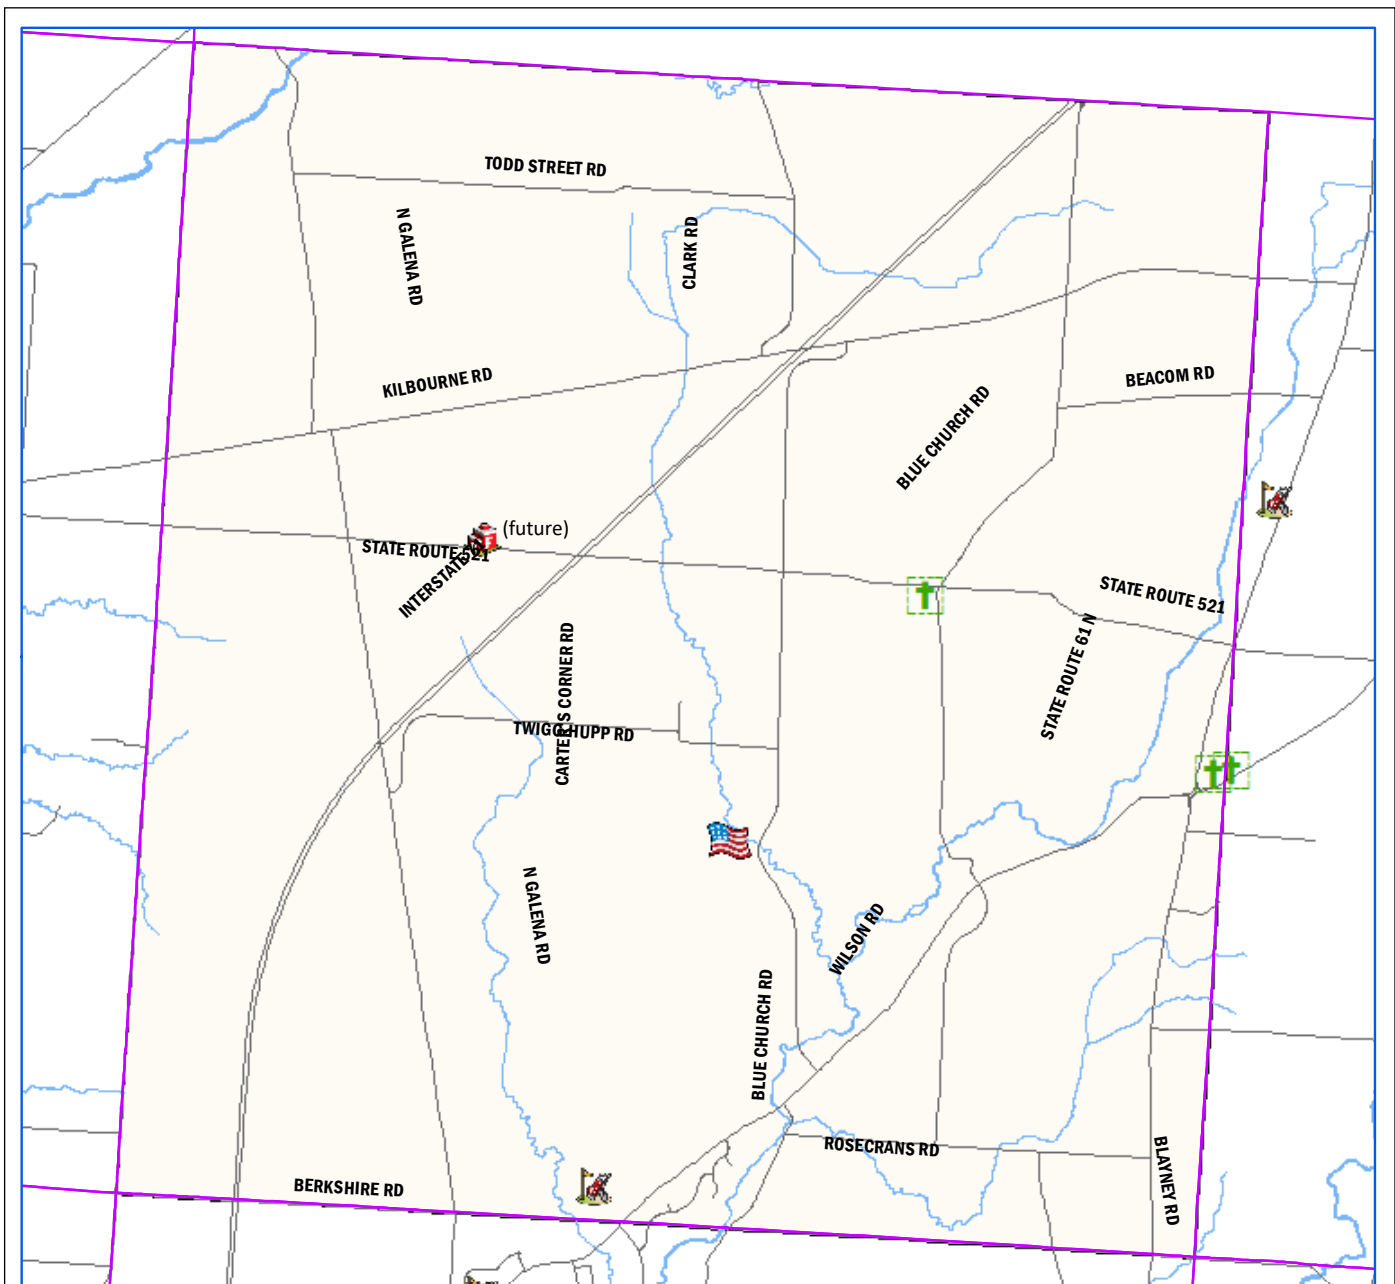 TODD STREET RD
N GALENA RD
CLARK RD
KILBOURNE RD
BEACOM RD
BLUE CHURCH RD
(future)
STATE ROUTE 521
INTERSTATE
STATE ROUTE 521
STATE ROUTE 61 N
CARTER'S CORNER RD
TWIGG HUPP RD
N GALENA RD
WILSON RD
BLUE CHURCH RD
ROSECRANS RD
BLAYNEY RD
BERKSHIRE RD